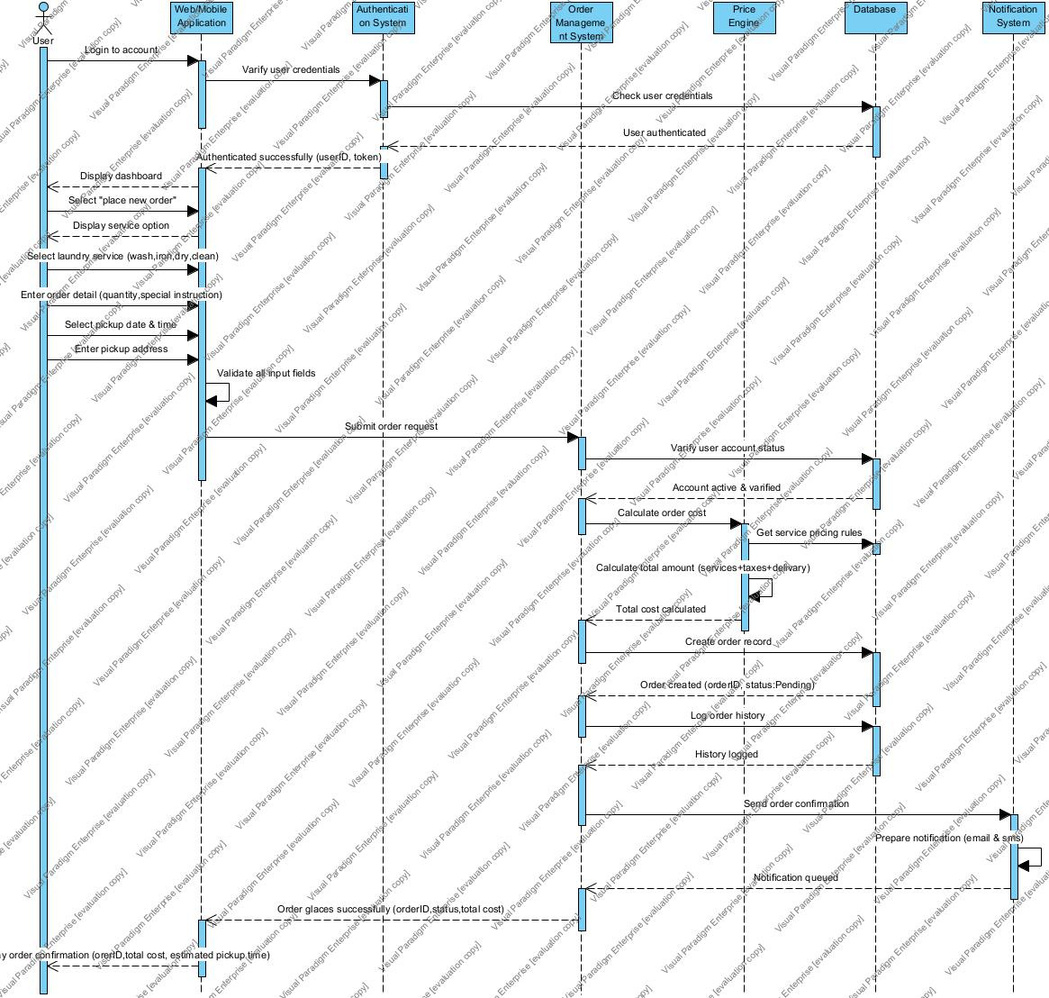 Web/Mobile
Application
Authenticati
on System
Order
Manageme
nt System
Price
Engine
Database
Notification
System
User
Login to account
Varify user credentials
Check user credentials
User authenticated
Authenticated successfully (userID, token)
Display dashboard
Select "place new order"
Display service option
Select laundry service (wash,iron,dry,clean)
Enter order detail (quantity,special instruction)
Select pickup date & time
Enter pickup address
Validate all input fields
Submit order request
Varify user account status
Account active & varified
Calculate order cost
Get service pricing rules
Calculate total amount (services+taxes+delivary)
Total cost calculated
Create order record
Order created (orderID, status:Pending)
Log order history
History logged
Send order confirmation
Prepare notification (email & sms)
Notification queued
Order glaces successfully (orderID,status,total cost)
y order confirmation (orerID,total cost, estimated pickup time)
Visual Paradigm Enterprise [evaluation copy]